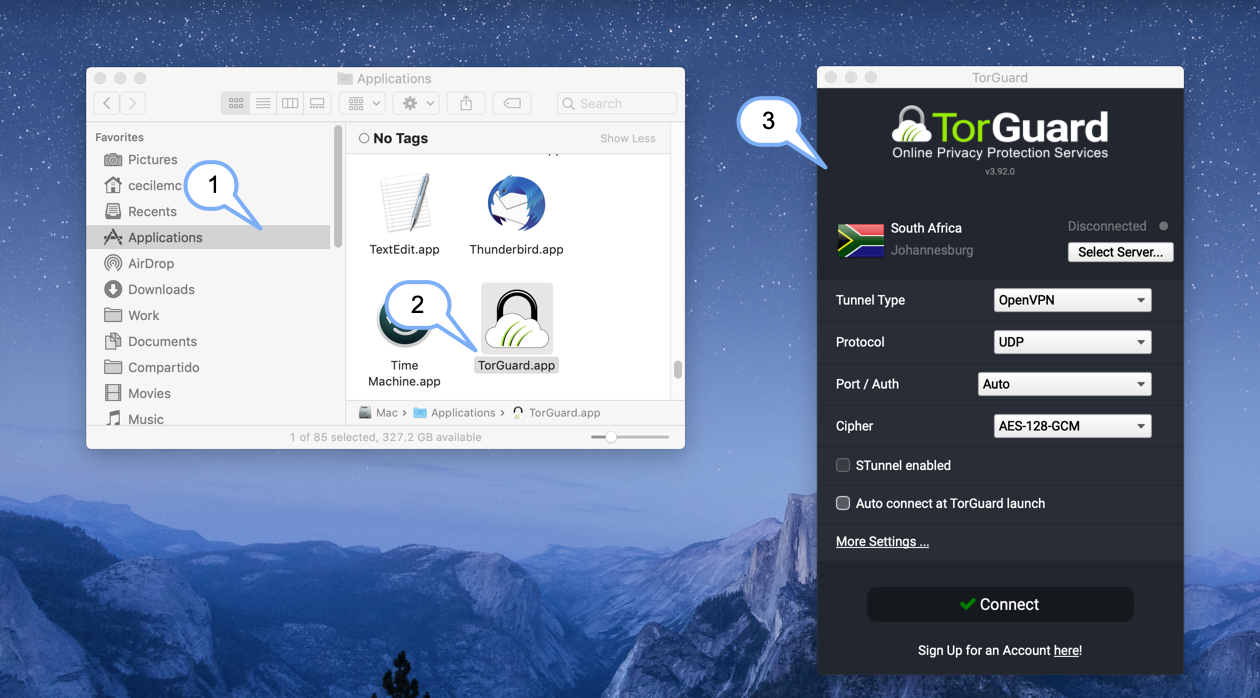 Applications
Search
Favorites
Pictures
cecilemc
Recents
Applications
AirDrop
Downloads
Work
Documents
Compartido
Movies
Music
1
No Tags
Show Less
TextEdit.app
Thunderbird.app
2
Time
Machine.app
TorGuard.app
Mac › Applications › TorGuard.app
1 of 85 selected, 327.2 GB available
3
TorGuard
TorGuard
Online Privacy Protection Services
v3.92.0
South Africa
Johannesburg
Disconnected
Select Server...
Tunnel Type
OpenVPN
Protocol
UDP
Port / Auth
Auto
Cipher
AES-128-GCM
STunnel enabled
Auto connect at TorGuard launch
More Settings ...
Connect
Sign Up for an Account here!